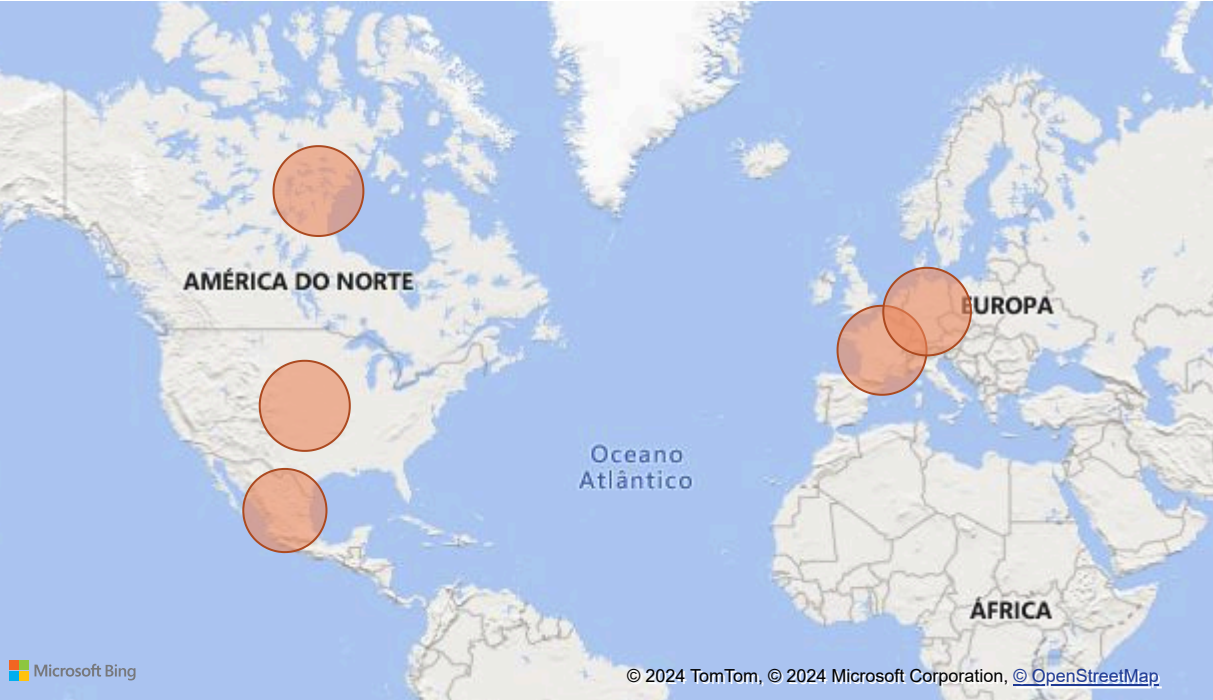 AMÉRICA DO NORTE
EUROPA
Oceano
Atlântico
ÁFRICA
Microsoft Bing
© 2024 TomTom, © 2024 Microsoft Corporation, © OpenStreetMap